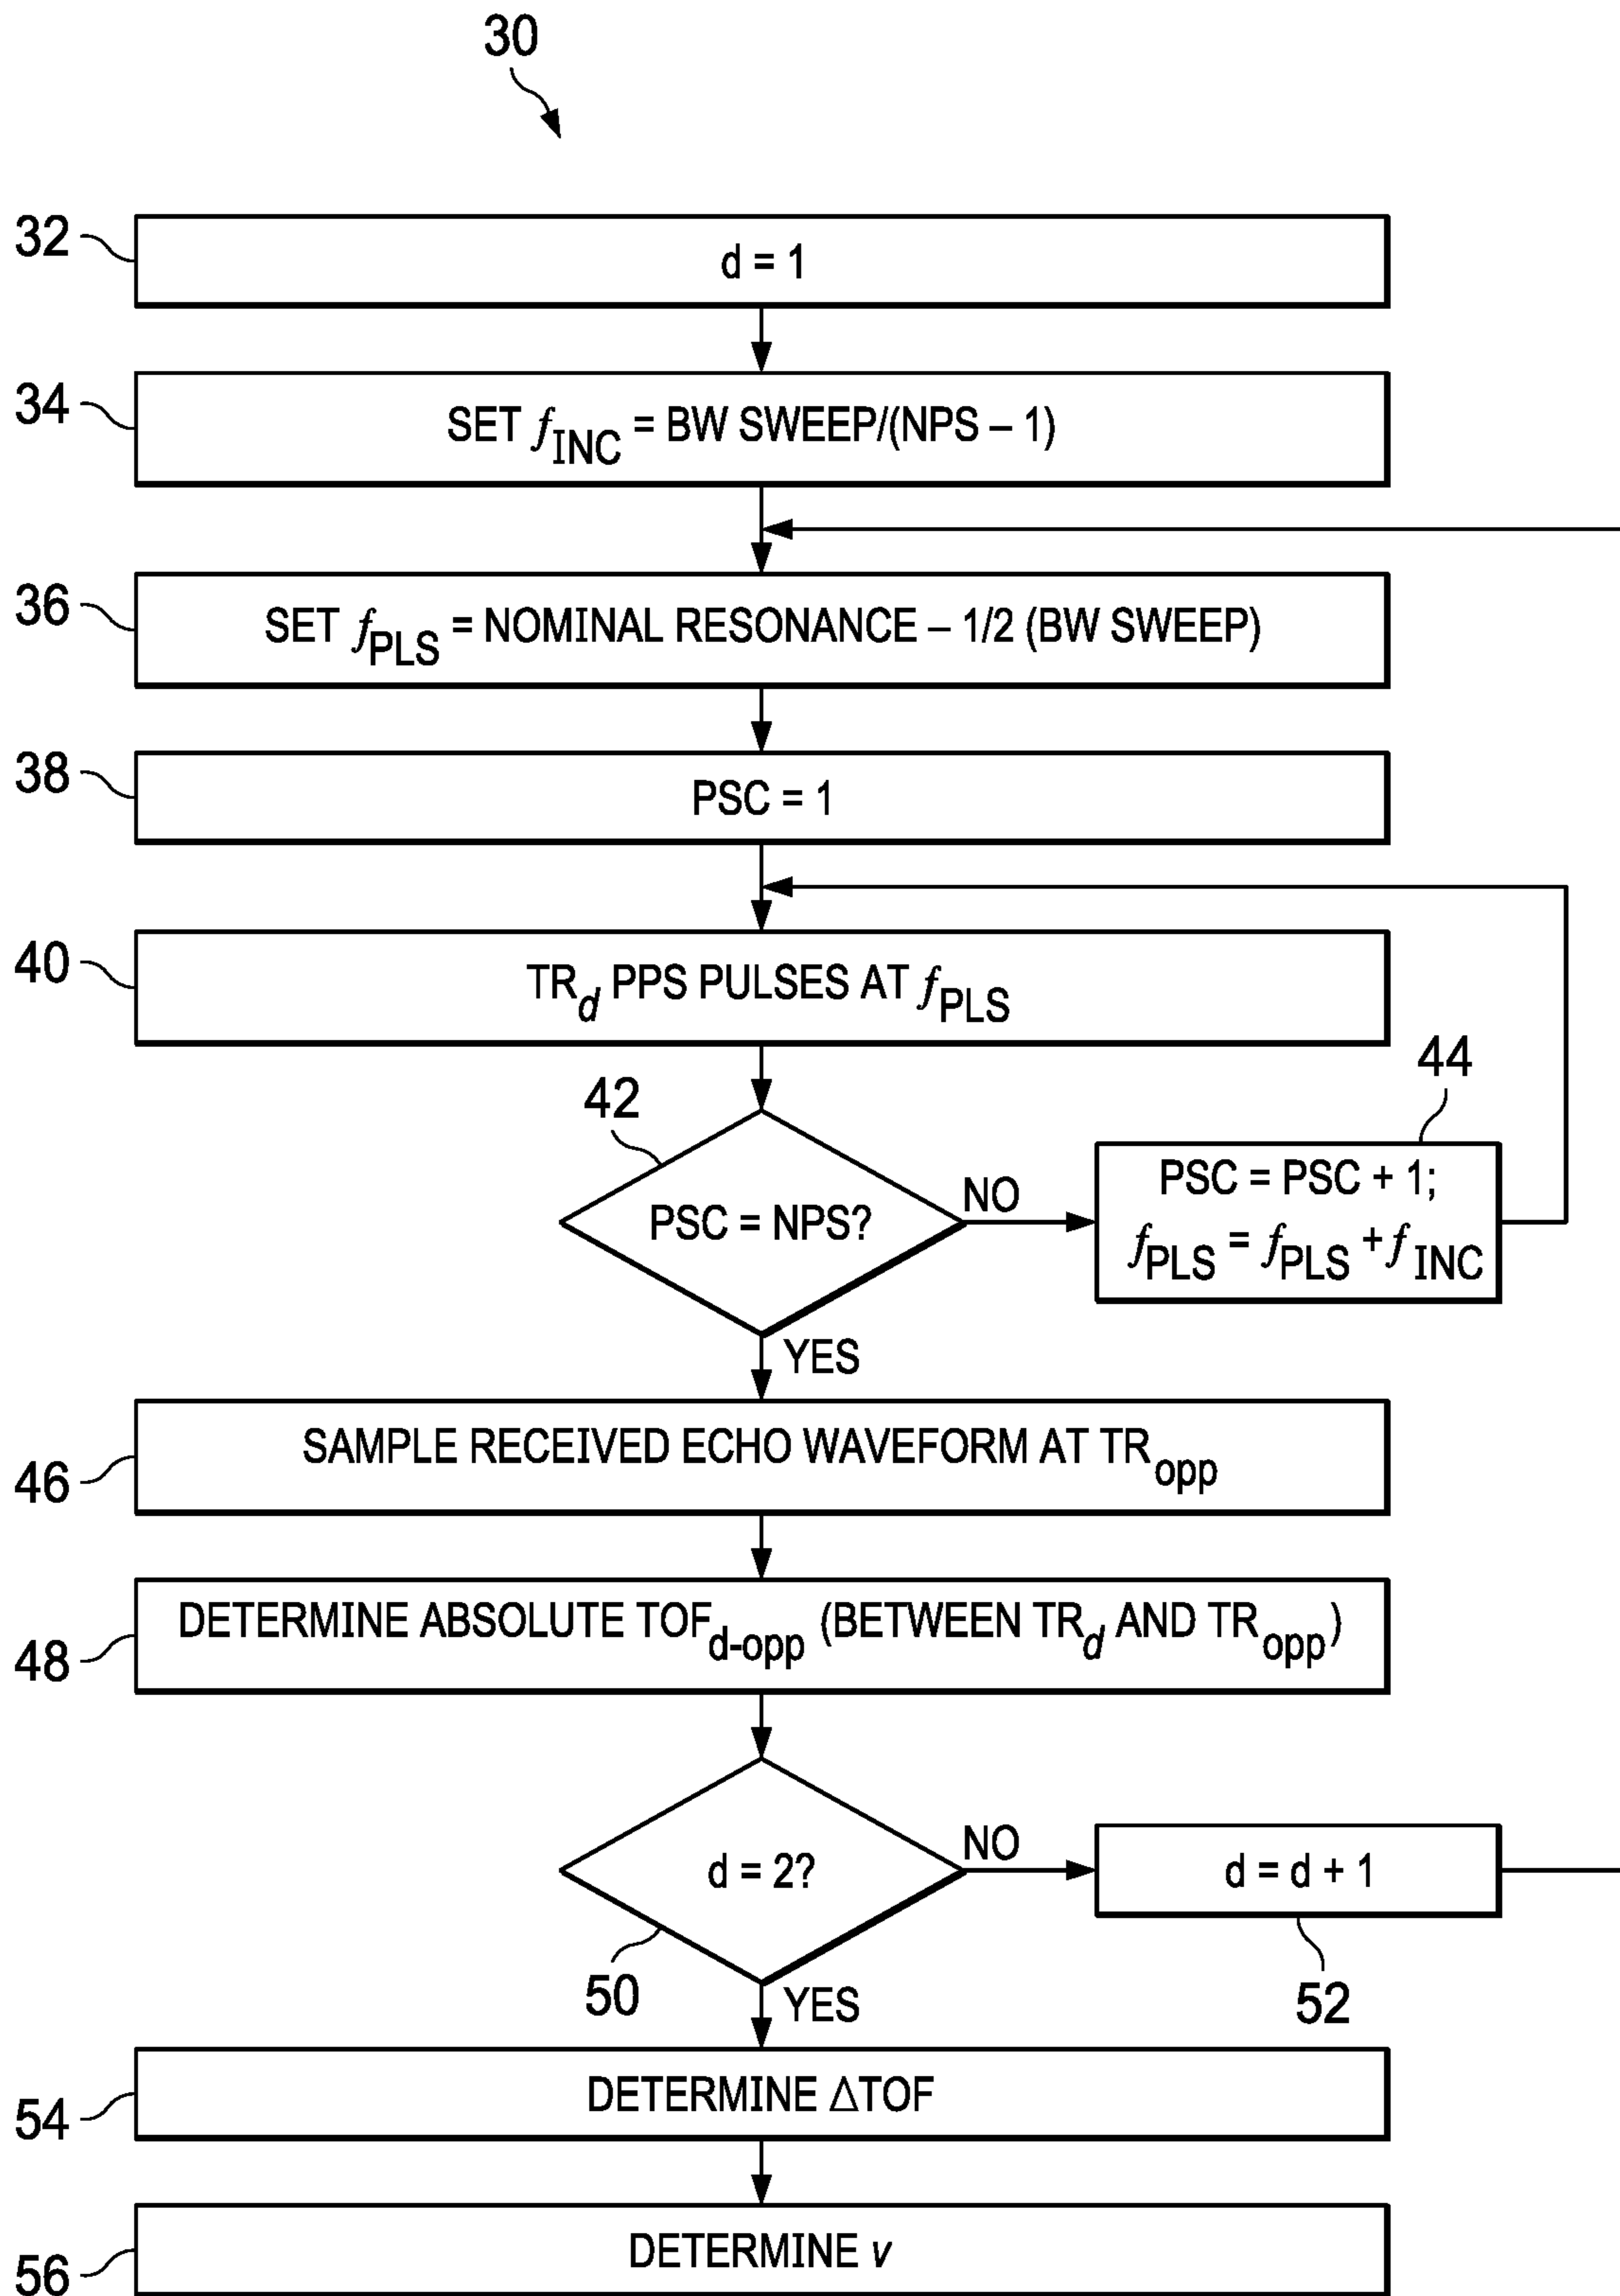 30
32
d = 1
34
SET fINC = BW SWEEP/(NPS – 1)
36
SET fPLS = NOMINAL RESONANCE – 1/2 (BW SWEEP)
38
PSC = 1
40
TRd PPS PULSES AT fPLS
42
PSC = NPS?
NO
44
PSC = PSC + 1;
fPLS = fPLS + fINC
YES
46
SAMPLE RECEIVED ECHO WAVEFORM AT TRopp
48
DETERMINE ABSOLUTE TOFd-opp (BETWEEN TRd AND TRopp)
50
d = 2?
NO
d = d + 1
52
YES
54
DETERMINE ΔTOF
56
DETERMINE v